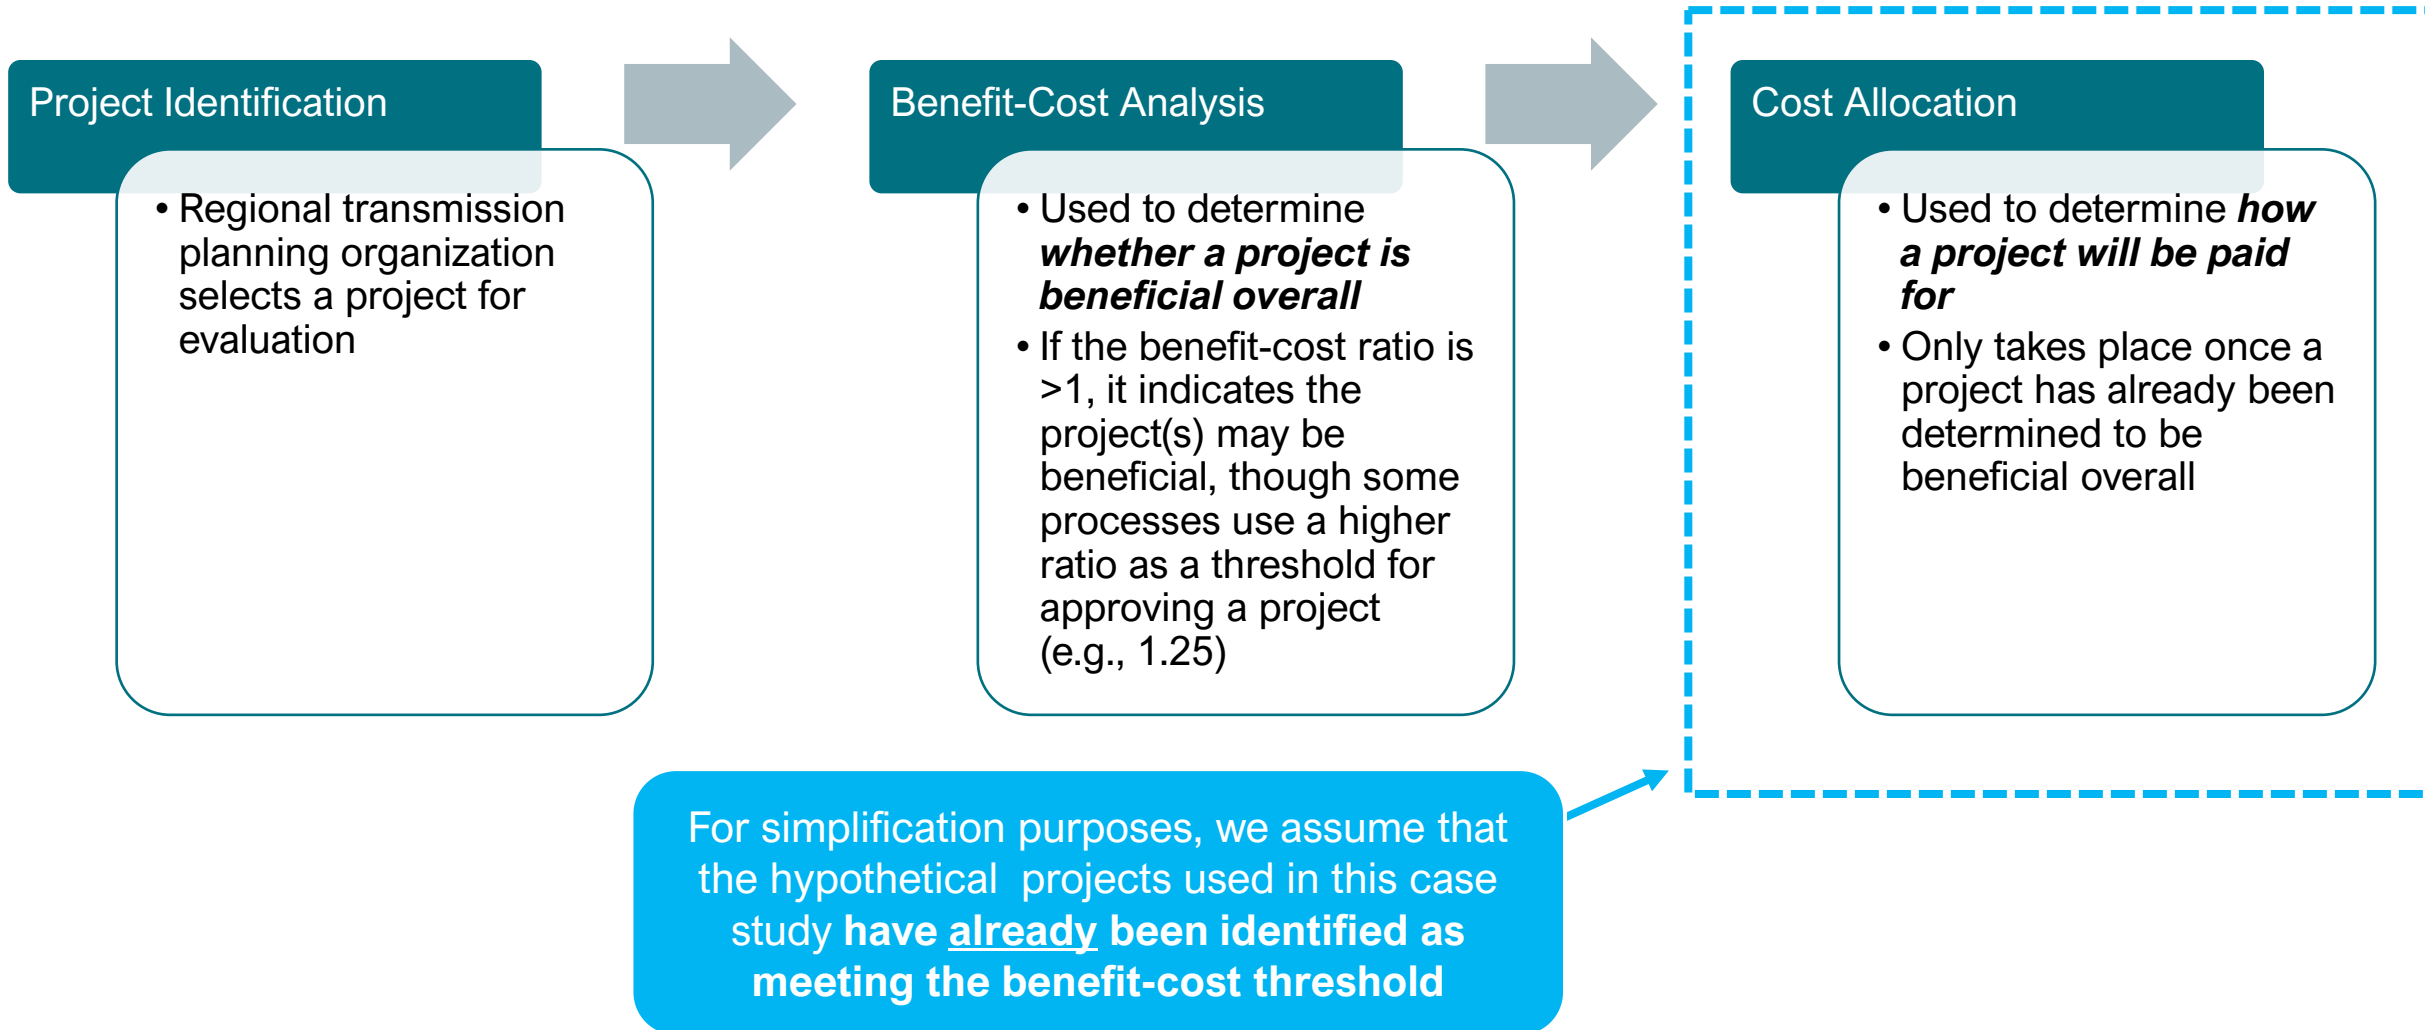 Project Identification
• Regional transmission
planning organization
selects a project for
evaluation
Benefit-Cost Analysis
• Used to determine
whether a project is
beneficial overall
• If the benefit-cost ratio is
>1, it indicates the
project(s) may be
beneficial, though some
processes use a higher
ratio as a threshold for
approving a project
(e.g., 1.25)
Cost Allocation
• Used to determine how
a project will be paid
for
• Only takes place once a
project has already been
determined to be
beneficial overall
For simplification purposes, we assume that
the hypothetical  projects used in this case
study have already been identified as
meeting the benefit-cost threshold